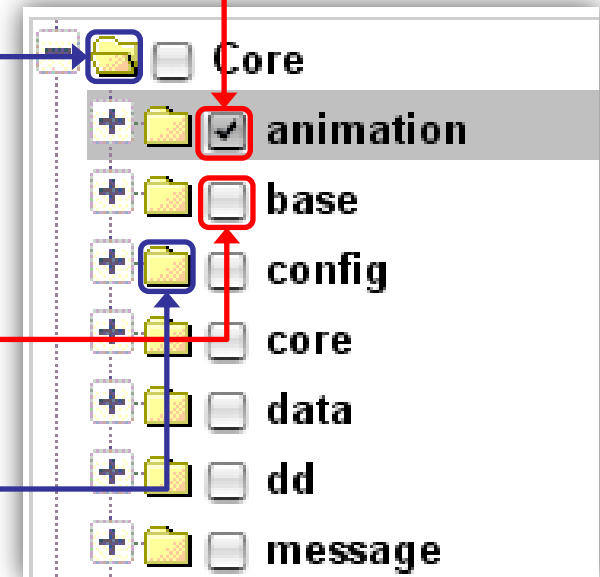 Core
animation
base
config
core
data
dd
message